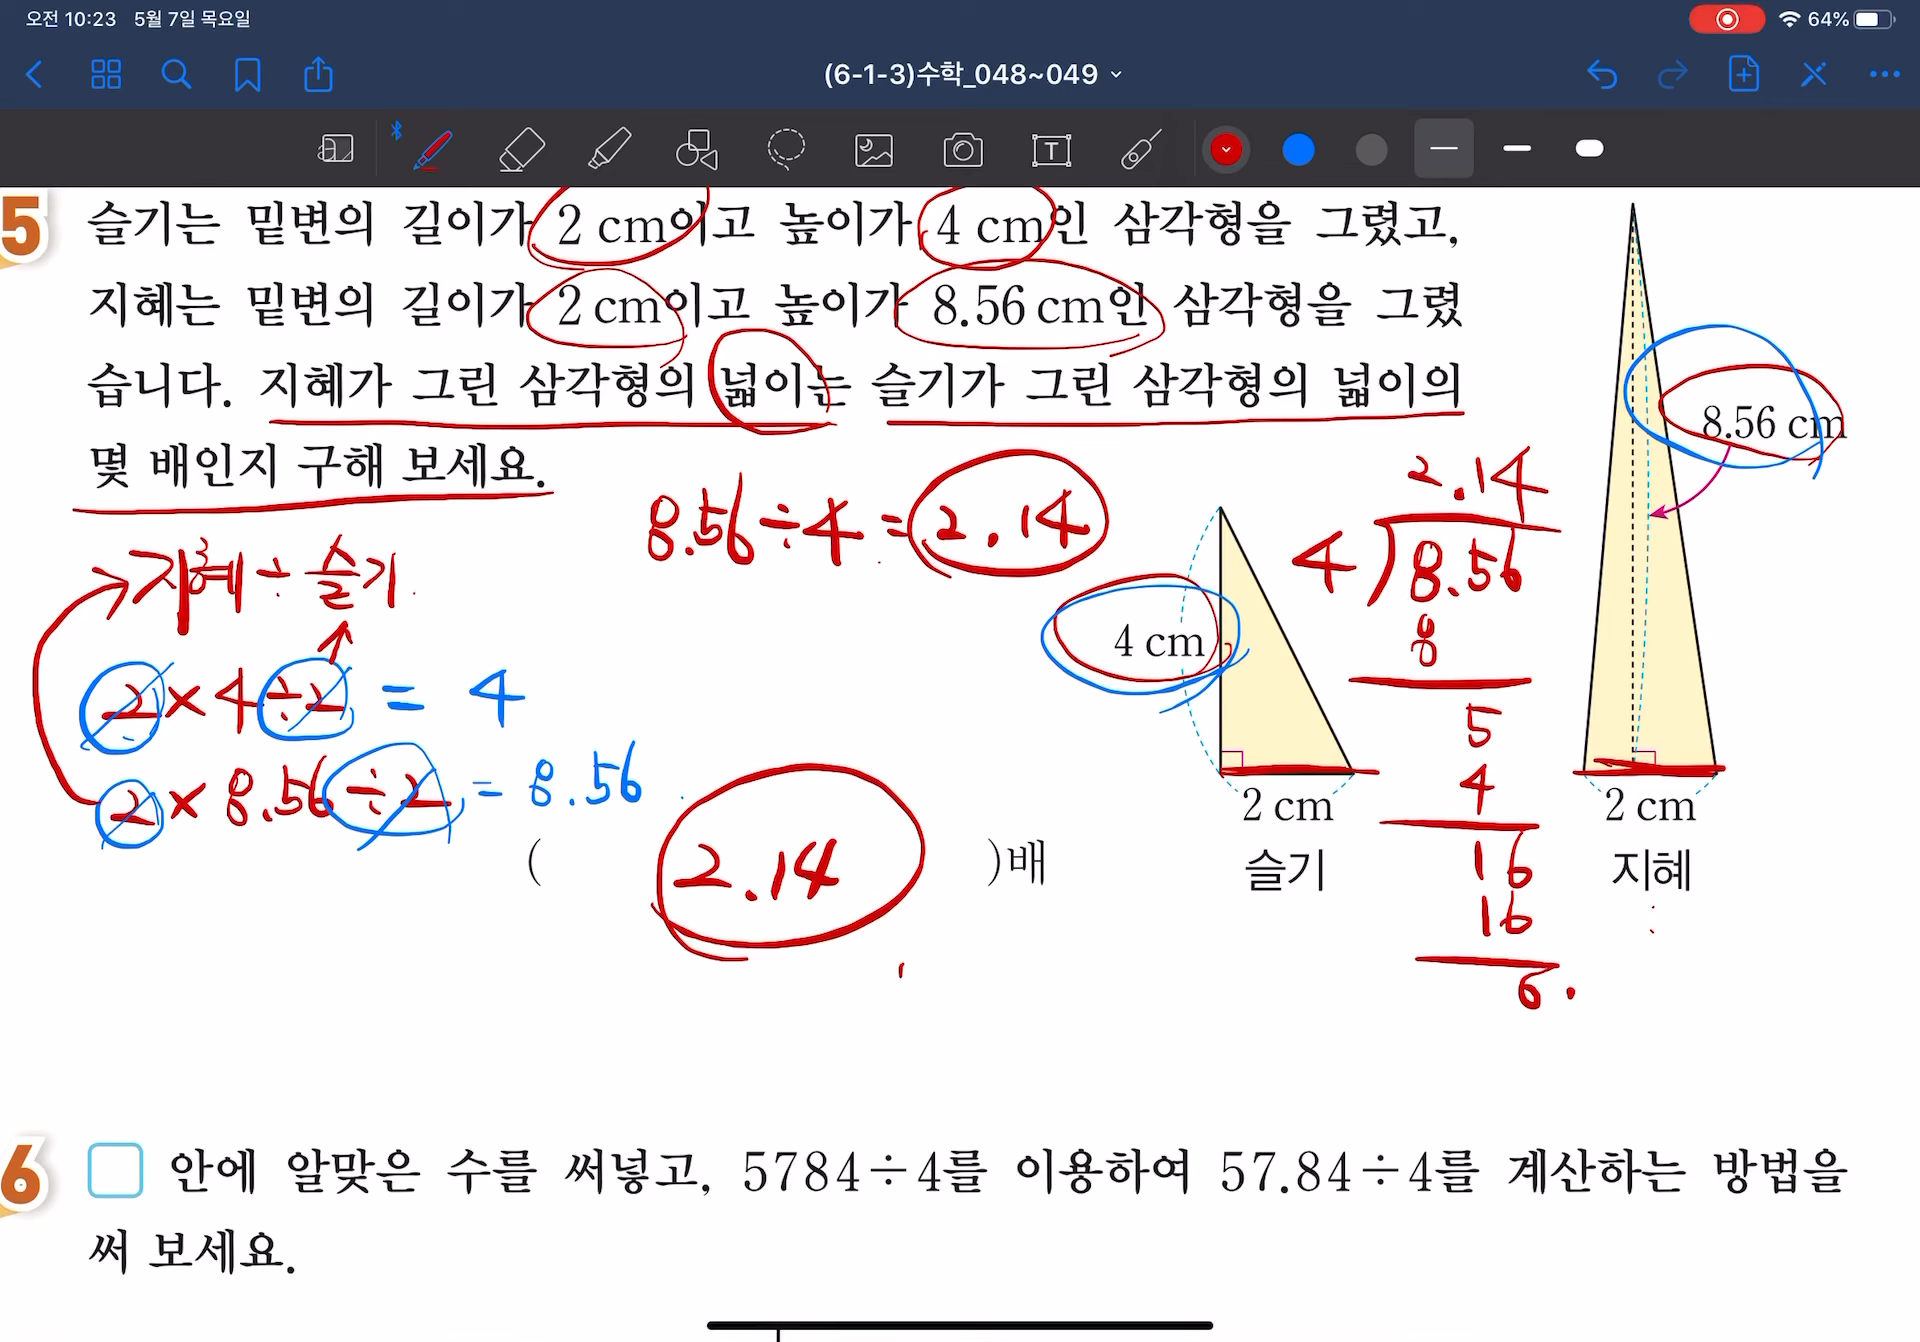 오전 10:23 5월 7일 목요일
64%
(6-1-3)수학_048~049
5 슬기는 밑변의 길이가 2 cm이고 높이가 4 cm인 삼각형을 그렸고,
지혜는 밑변의 길이가 2 cm이고 높이가 8.56 cm인 삼각형을 그렸
습니다. 지혜가 그린 삼각형의 넓이는 슬기가 그린 삼각형의 넓이의
몇 배인지 구해 보세요.
8.56÷4=2.14
지혜÷슬기
2×4÷2=4
2×8.56÷2=8.56
( 2.14 )배
4 cm
2 cm
슬기
2.14
4)8.56
8
5
4
16
16
0
8.56 cm
2 cm
지혜
6 □ 안에 알맞은 수를 써넣고, 5784÷4를 이용하여 57.84÷4를 계산하는 방법을
써 보세요.